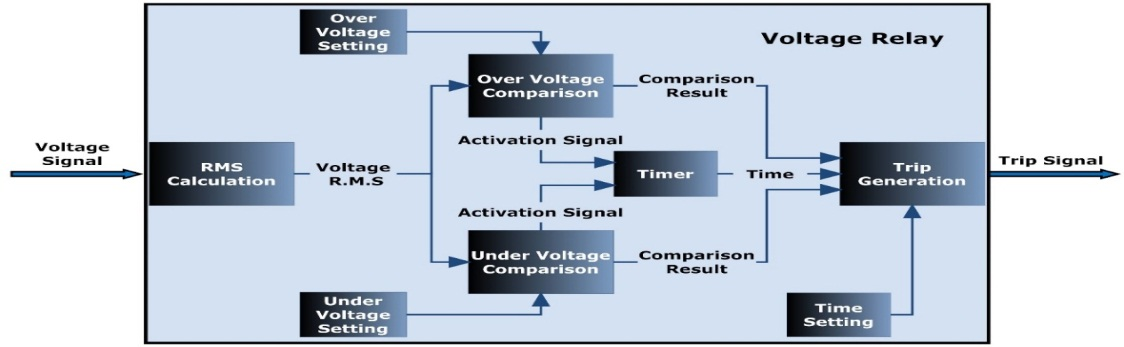 Over
Voltage
Setting
Voltage Relay
Over Voltage
Comparison
Comparison
Result
Voltage
Signal
RMS
Calculation
Voltage
R.M.S
Activation Signal
Timer
Time
Trip
Generation
Trip Signal
Activation Signal
Under Voltage
Comparison
Comparison
Result
Under
Voltage
Setting
Time
Setting